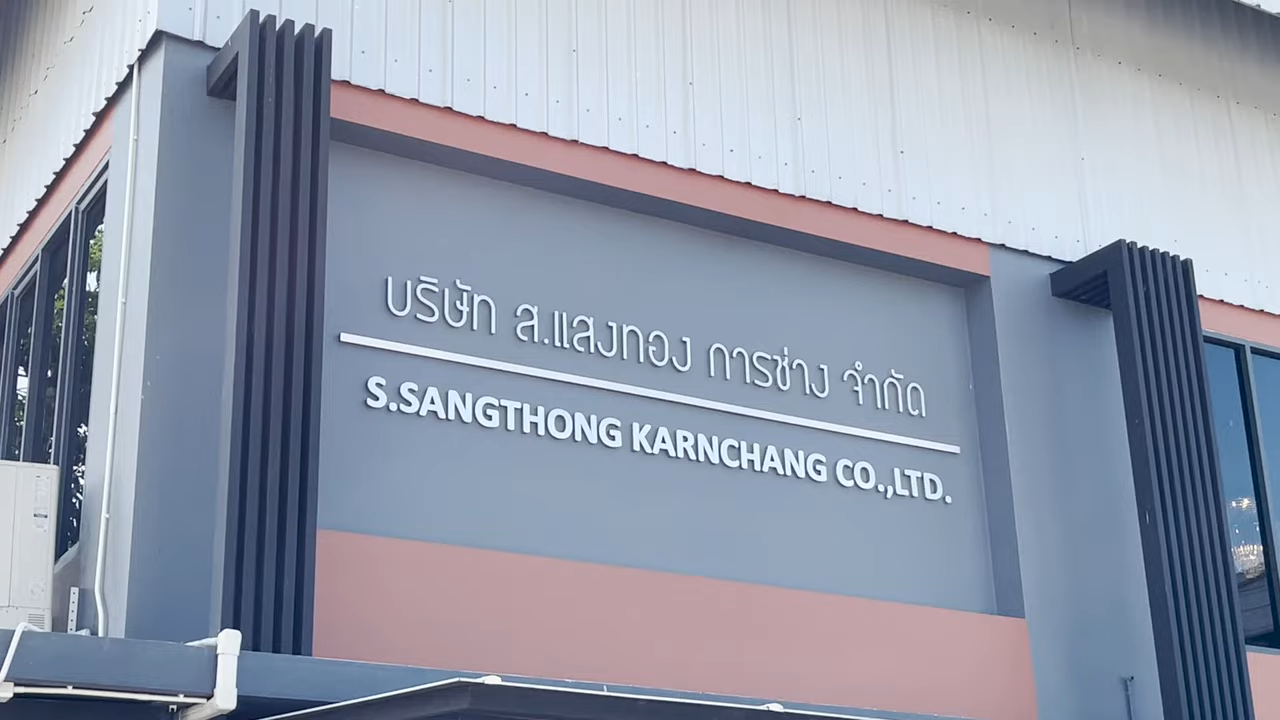 บริษัท ส.แสงทอง การช่าง จำกัด
S.SANGTHONG KARNCHANG CO.,LTD.